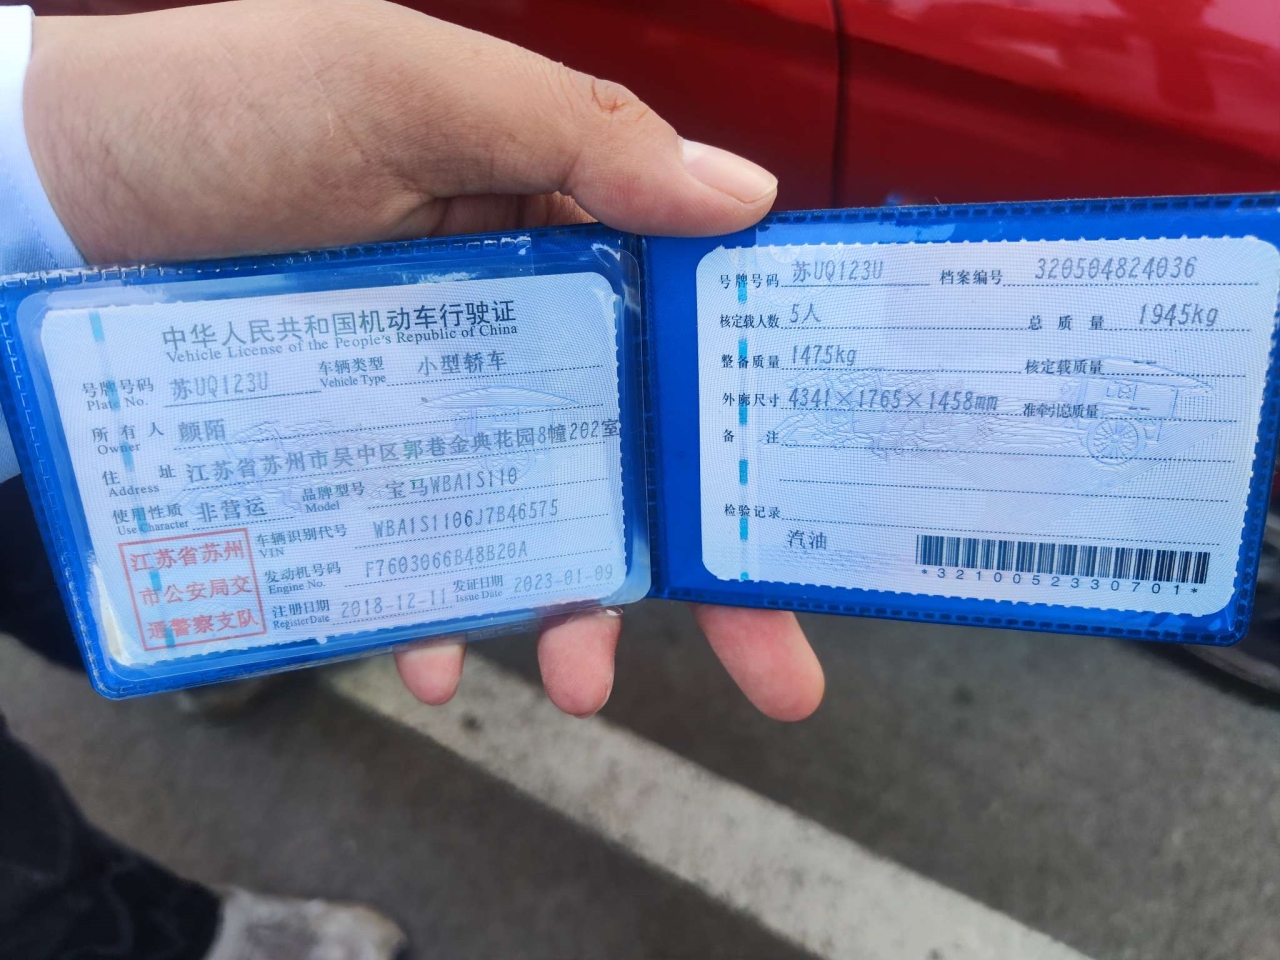 中华人民共和国机动车行驶证
Vehicle License of the People's Republic of China
号牌号码 苏UQ123U 车辆类型 小型轿车
Plate No. Vehicle Type
所有人 颜陌
Owner
住址 江苏省苏州市吴中区郭巷金典花园8幢202室
Address
使用性质 非营运 品牌型号 宝马WBA1S110
Use Character Model
江苏省苏州
市公安局交
通警察支队
车辆识别代号 WBA1S1106J7B46575
VIN
发动机号码 F7603066B48B20A
Engine No.
注册日期 2018-12-11 发证日期 2023-01-09
Register Date Issue Date
号牌号码 苏UQ123U 档案编号 320504824036
核定载人数 5人 总质量 1945kg
整备质量 1475kg 核定载质量 --
外廓尺寸 4341×1765×1458mm 准牵引总质量 --
备注
检验记录
汽油
*3210052330701*